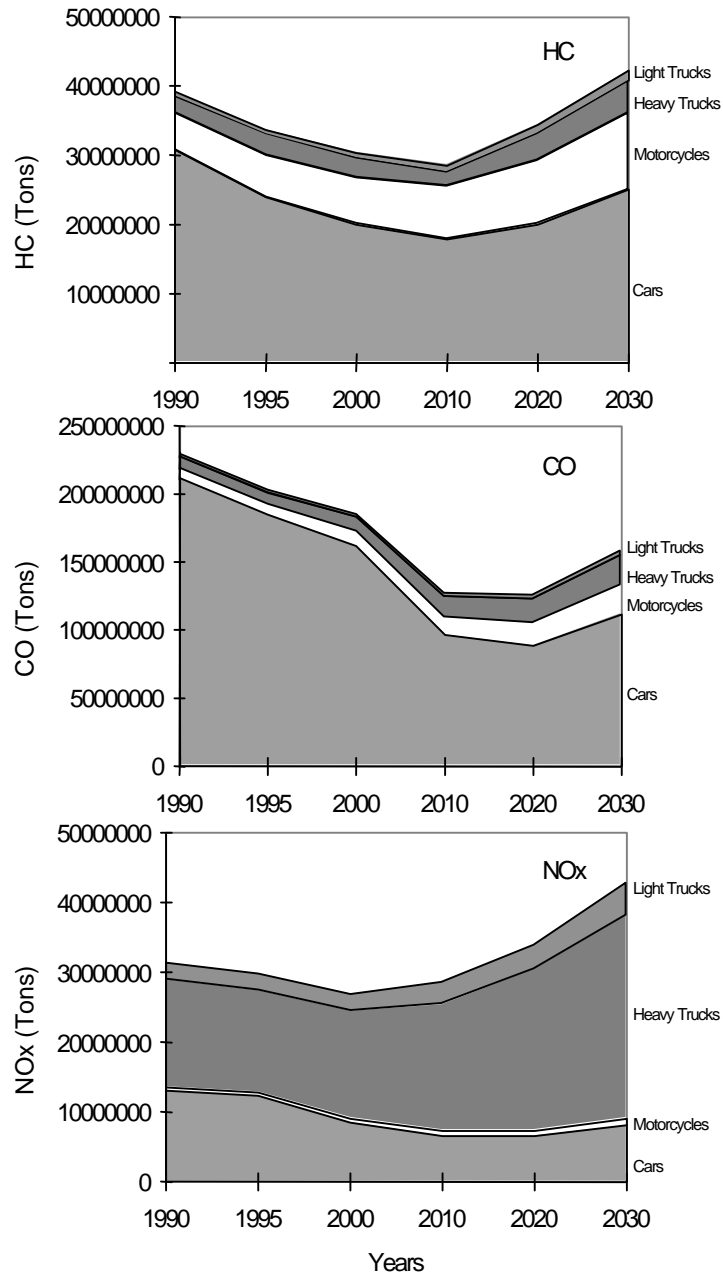 50000000
HC
40000000
Light Trucks
Heavy Trucks
30000000
Motorcycles
HC (Tons)
20000000
10000000
Cars
1990 1995 2000 2010 2020 2030
250000000
CO
200000000
150000000
Light Trucks
Heavy Trucks
Motorcycles
CO (Tons)
100000000
Cars
50000000
0
1990 1995 2000 2010 2020 2030
50000000
NOx
Light Trucks
40000000
30000000
Heavy Trucks
NOx (Tons)
20000000
10000000
Motorcycles
Cars
0
1990 1995 2000 2010 2020 2030
Years